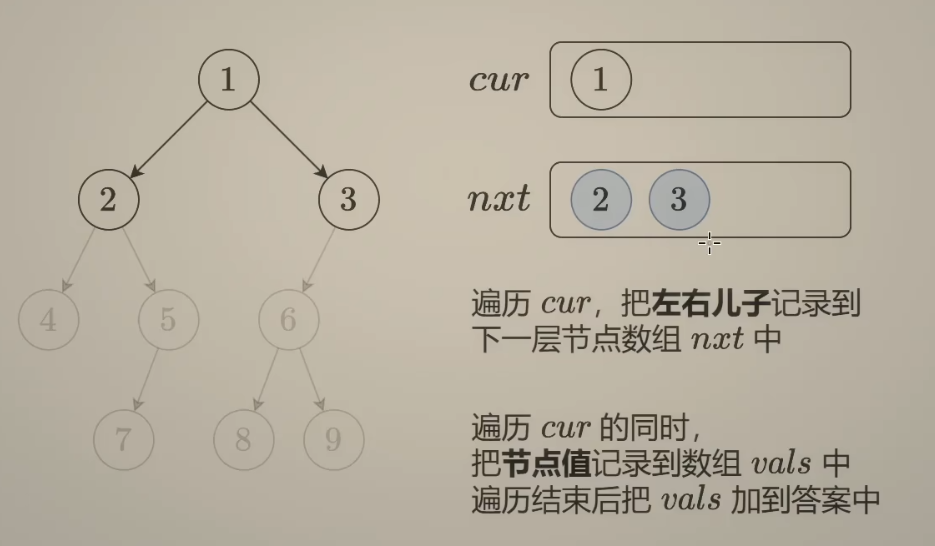 1
cur 1
2 3
nxt 2 3
遍历 cur，把左右儿子记录到
下一层节点数组 nxt 中
4 5 6
遍历 cur 的同时，
把节点值记录到数组 vals 中
遍历结束后把 vals 加到答案中
7 8 9